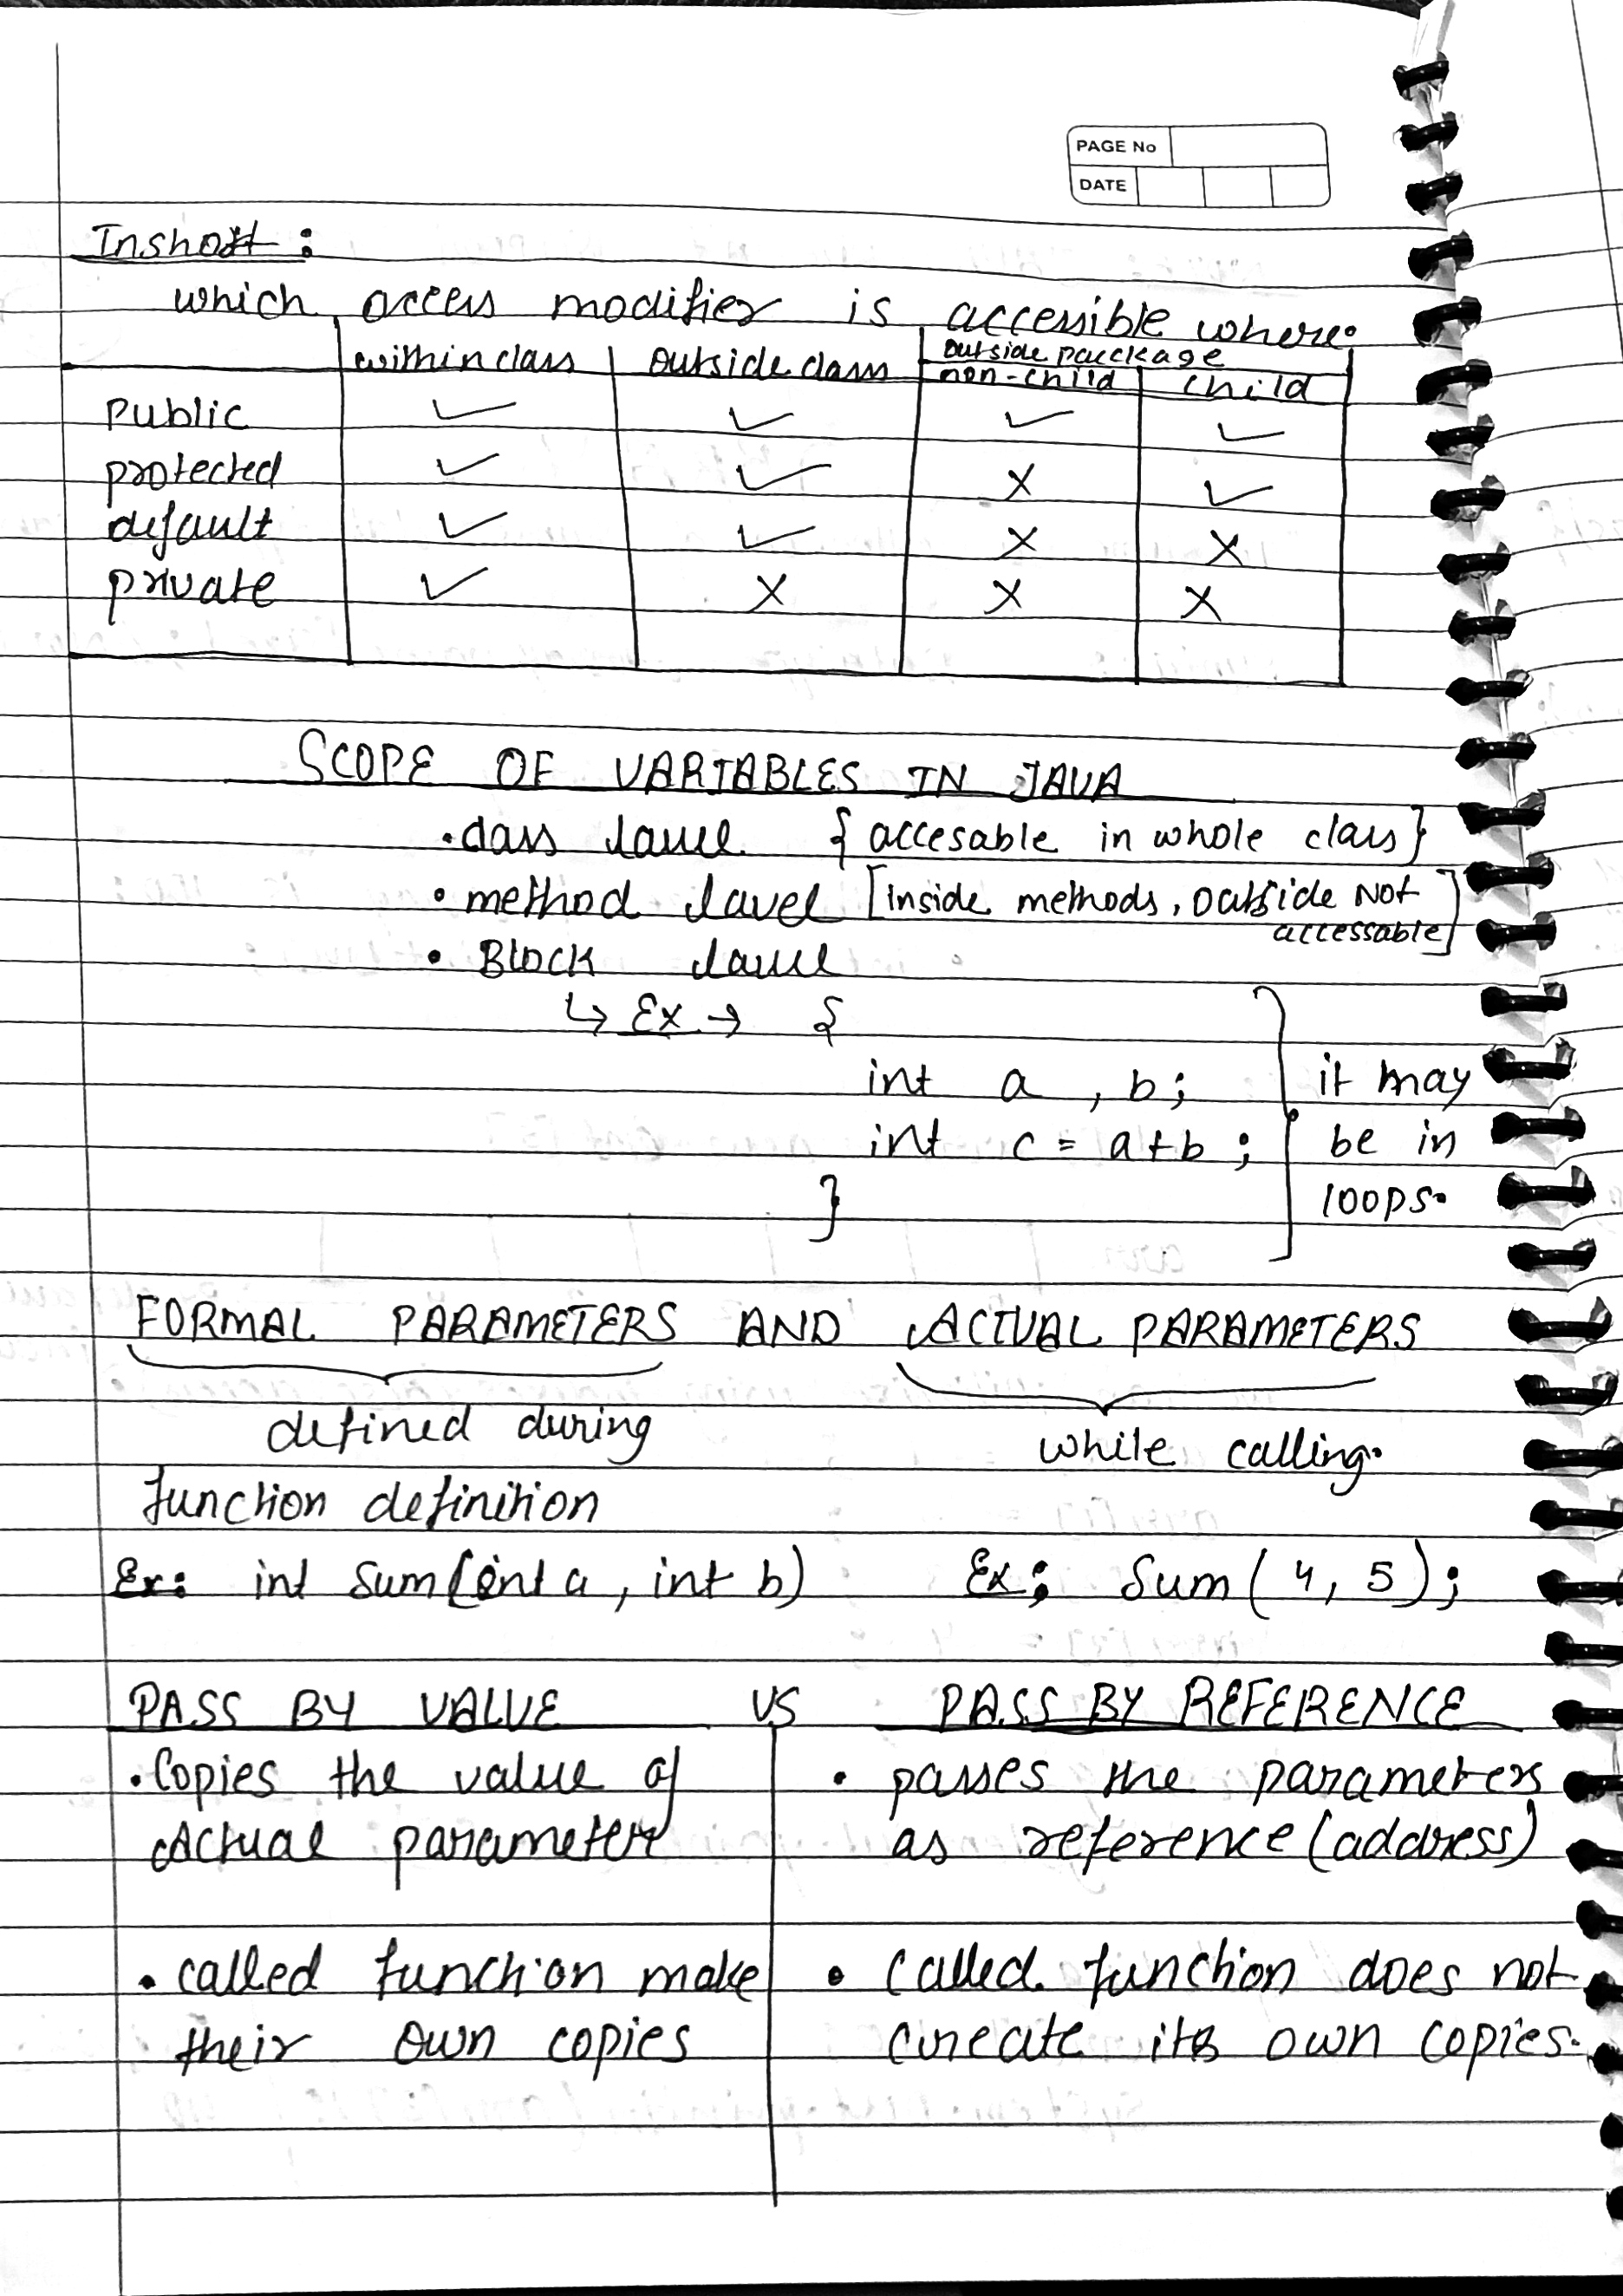 PAGE No
DATE
Inshort :
which access modifier is accessible where.
within class outside class outside package
non-child child
public ✓ ✓ ✓ ✓
protected ✓ ✓ x ✓
default ✓ ✓ x x
private ✓ x x x
SCOPE OF VARIABLES IN JAVA
• class lavel { accesable in whole class }
• method lavel [ inside methods, outside Not
accessable ]
• Block lavel
↳ Ex → {
int a , b ; it may
int c = a+b ; be in
} loops.
FORMAL PARAMETERS AND ACTUAL PARAMETERS
defined during while calling.
function definition
Ex: int sum (int a , int b) Ex: Sum ( 4 , 5 ) ;
PASS BY VALUE VS PASS BY REFERENCE
• Copies the value of • passes the parameters
Actual parameter as reference (address)
• called function make • Called function does not
their own copies create its own copies.